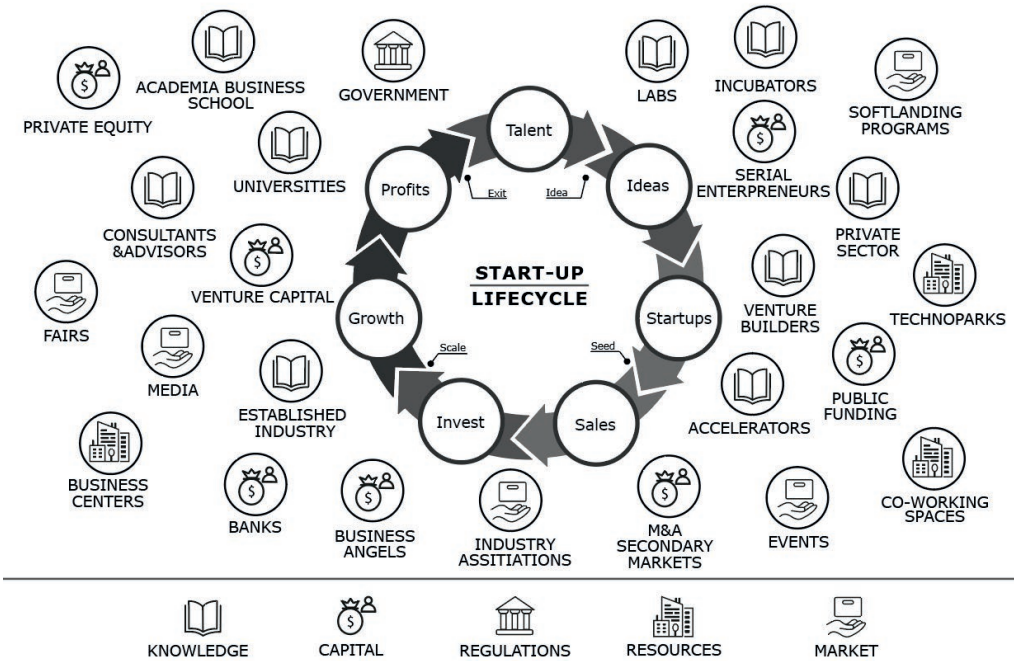 ACADEMIA BUSINESS
SCHOOL
GOVERNMENT
LABS
INCUBATORS
SOFTLANDING
PROGRAMS
PRIVATE EQUITY
UNIVERSITIES
SERIAL
ENTERPRENEURS
CONSULTANTS
&ADVISORS
PRIVATE
SECTOR
VENTURE CAPITAL
VENTURE
BUILDERS
TECHNOPARKS
FAIRS
MEDIA
ESTABLISHED
INDUSTRY
ACCELERATORS
PUBLIC
FUNDING
BUSINESS
CENTERS
BANKS
BUSINESS
ANGELS
INDUSTRY
ASSITIATIONS
M&A
SECONDARY
MARKETS
EVENTS
CO-WORKING
SPACES
START-UP
LIFECYCLE
Talent
Idea
Ideas
Startups
Seed
Sales
Invest
Scale
Growth
Profits
Exit
$
$
$
$
$
$
$
KNOWLEDGE
$
CAPITAL
REGULATIONS
RESOURCES
MARKET